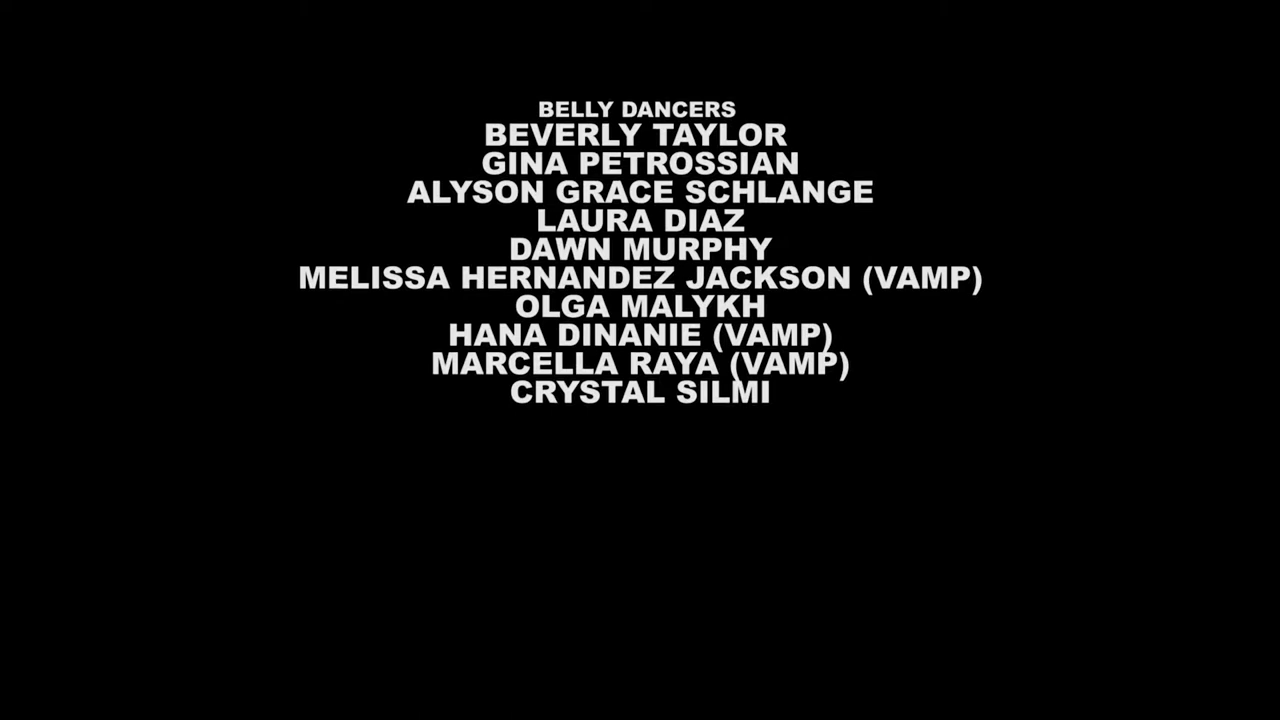 BELLY DANCERS
BEVERLY TAYLOR
GINA PETROSSIAN
ALYSON GRACE SCHLANGE
LAURA DIAZ
DAWN MURPHY
MELISSA HERNANDEZ JACKSON (VAMP)
OLGA MALYKH
HANA DINANIE (VAMP)
MARCELLA RAYA (VAMP)
CRYSTAL SILMI